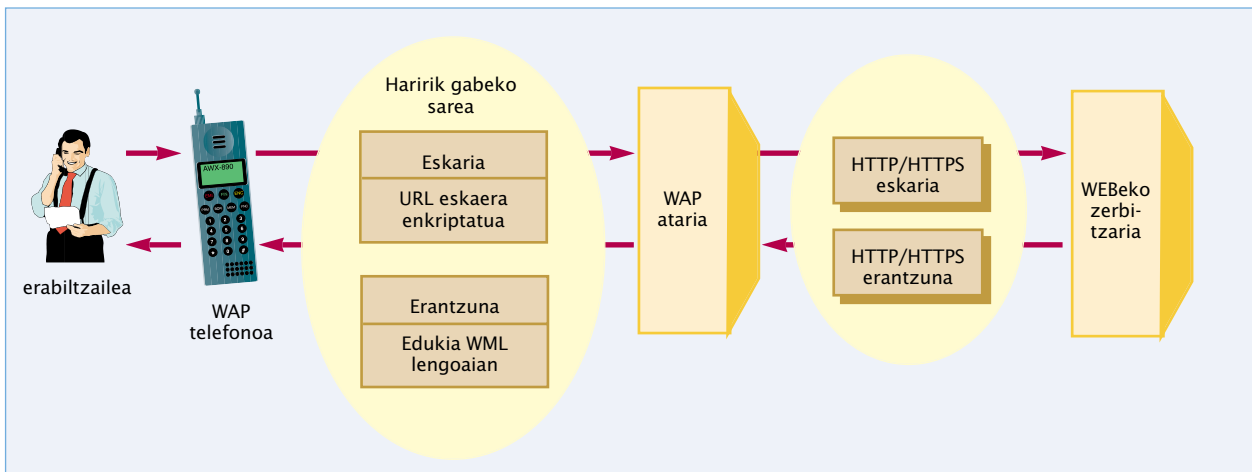 erabiltzailea
AWX-890
WAP
telefonoa
Haririk gabeko
sarea
Eskaria
URL eskaera
enkriptatua
Erantzuna
Edukia WML
lengoaian
WAP
ataria
HTTP/HTTPS
eskaria
HTTP/HTTPS
erantzuna
WEBeko
zerbi-
tzaria